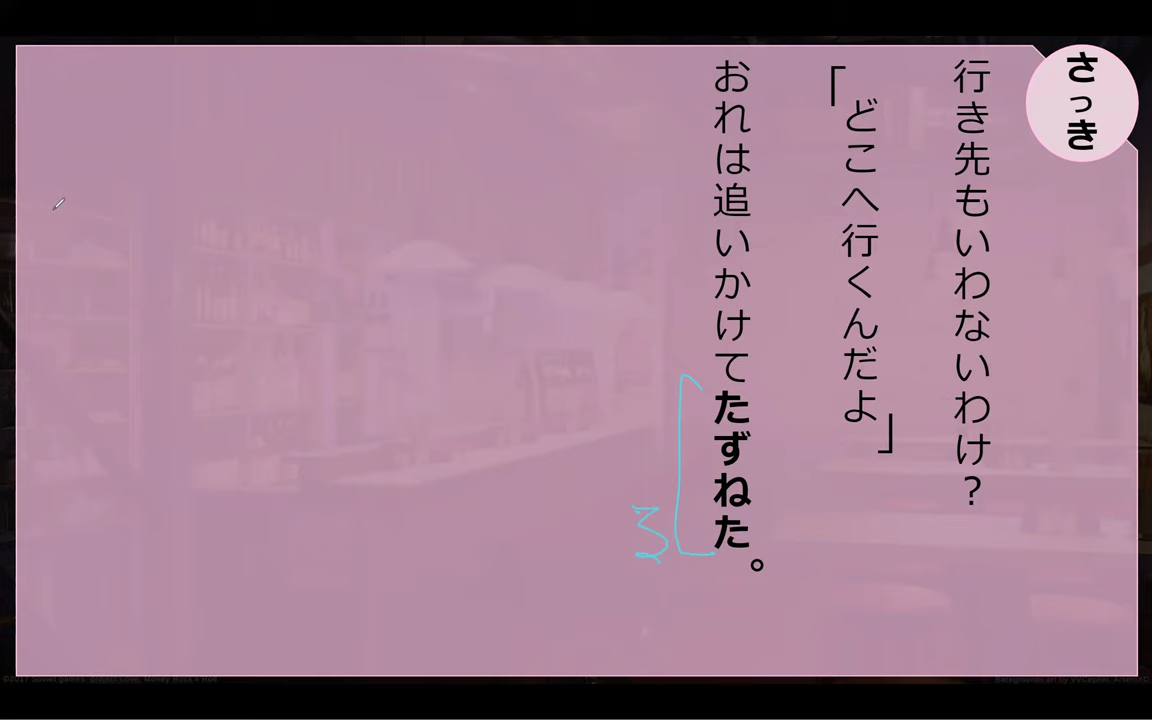 さっき
行き先もいわないわけ？
「どこへ行くんだよ」
おれは追いかけてたずねた。
3